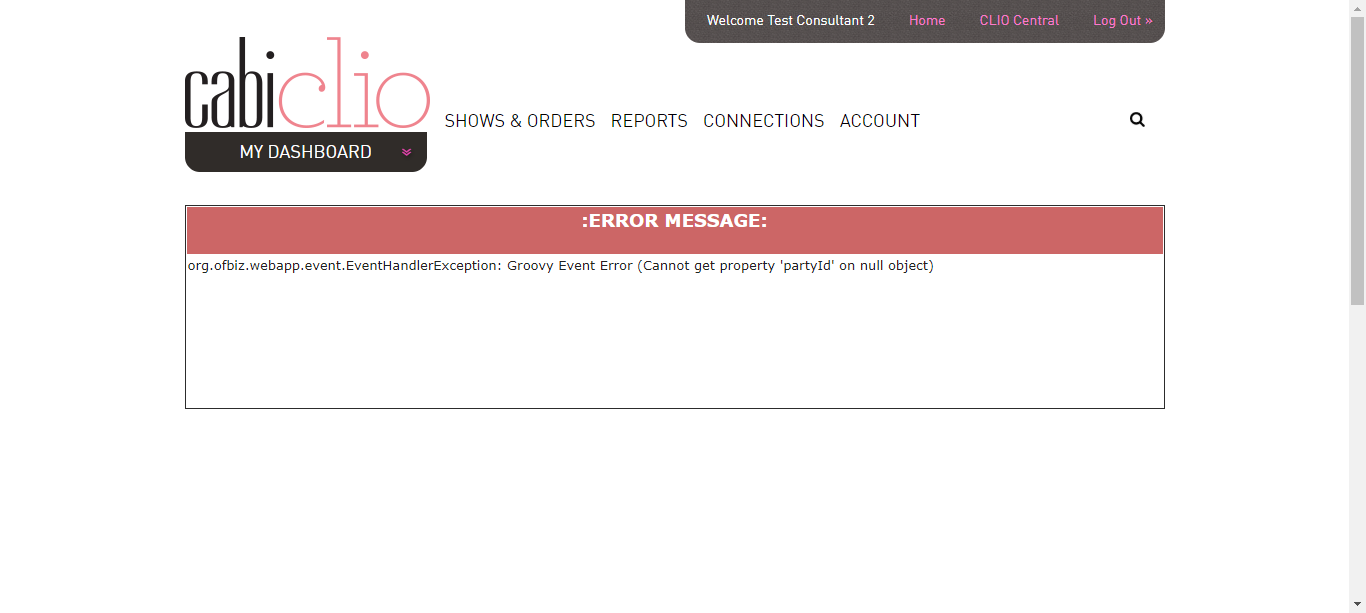 Welcome Test Consultant 2 Home CLIO Central Log Out »
cabiclio
SHOWS & ORDERS REPORTS CONNECTIONS ACCOUNT
MY DASHBOARD
:ERROR MESSAGE:
org.ofbiz.webapp.event.EventHandlerException: Groovy Event Error (Cannot get property 'partyId' on null object)